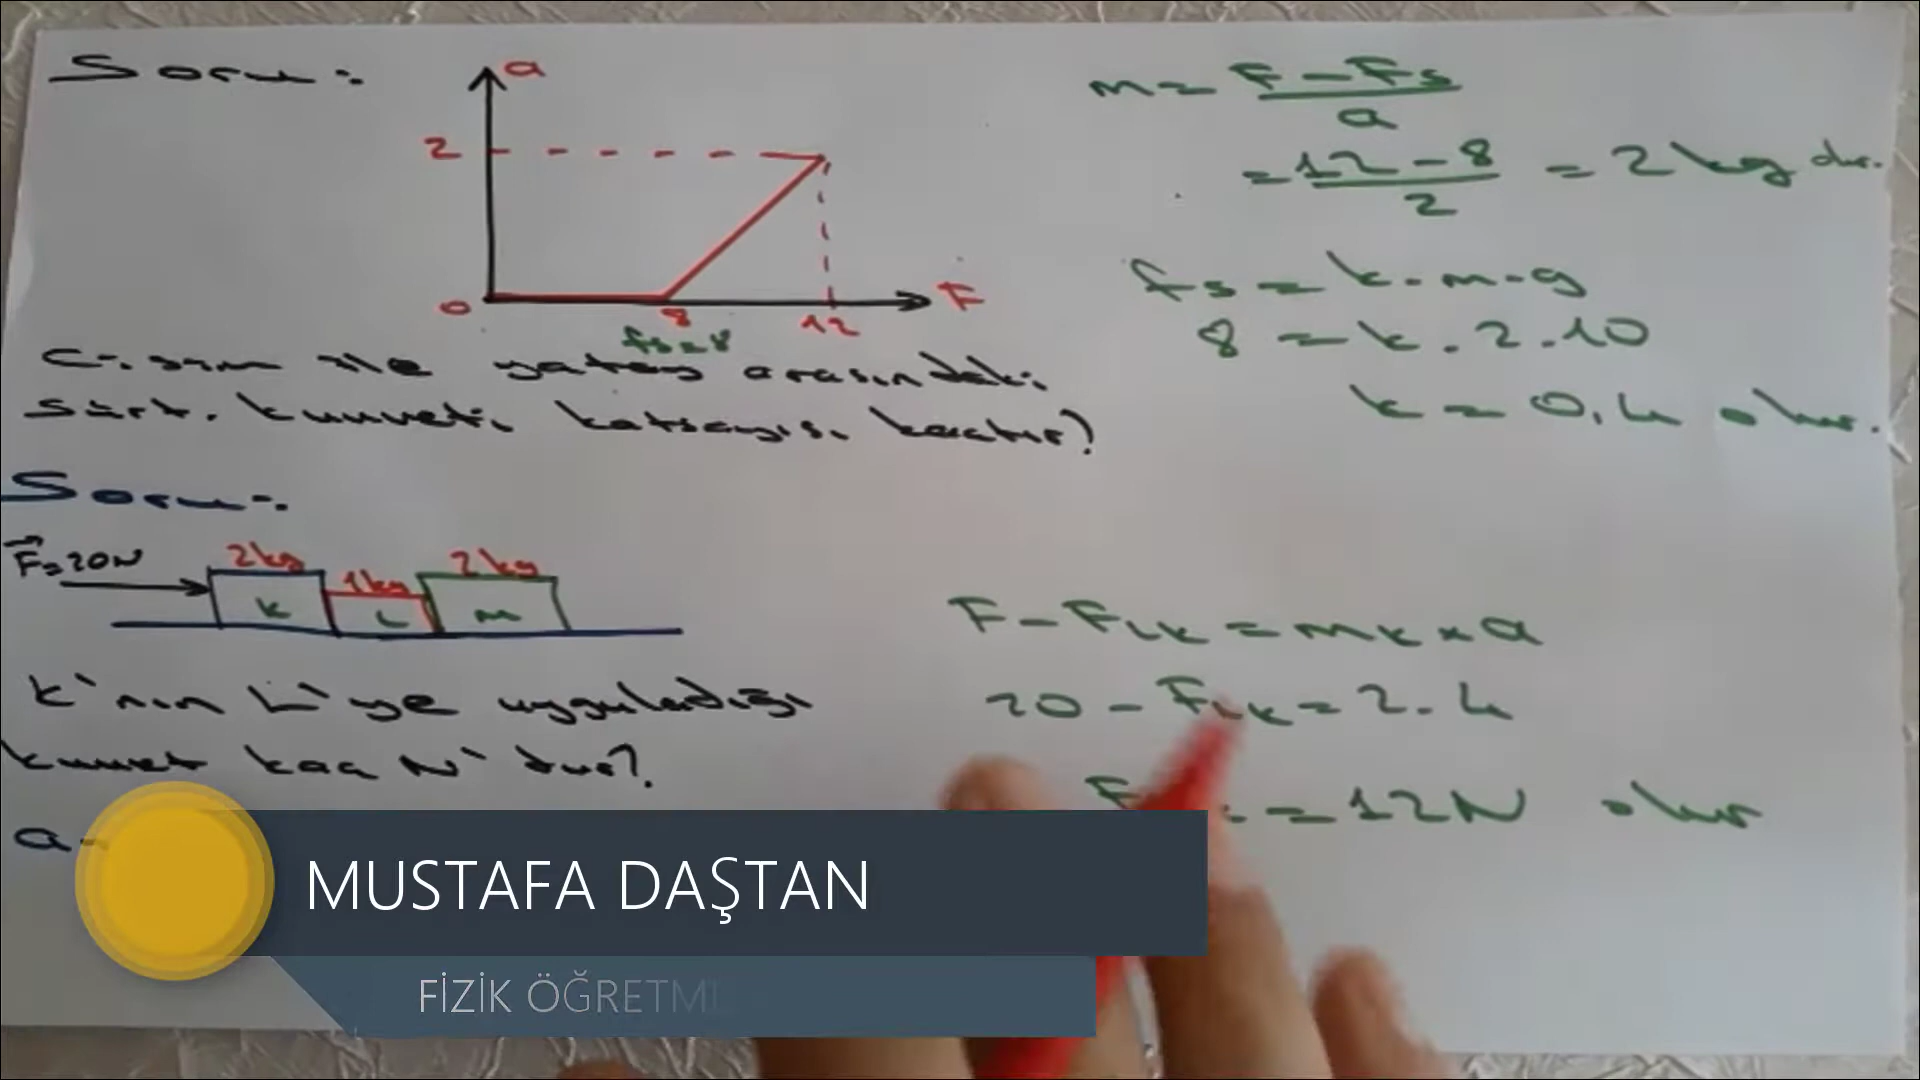 Soru:
a
2
0
8
12
F
fs=8
Cisim ile yatay arasındaki
Sürt. kuvveti katsayısı kaçtır?
m = F - Fs / a
= 12 - 8 / 2 = 2 kg dır.
fs = k.m.g
8 = k.2.10
k = 0,4 olur.
Soru:
F=20N
2kg
1kg
2kg
K
L
M
K'nın L'ye uyguladığı
kuvvet kaç N'dur?
a=
F - FLK = mK x a
20 - FLK = 2.4
= 12N olur
MUSTAFA DAŞTAN
FİZİK ÖĞRETM